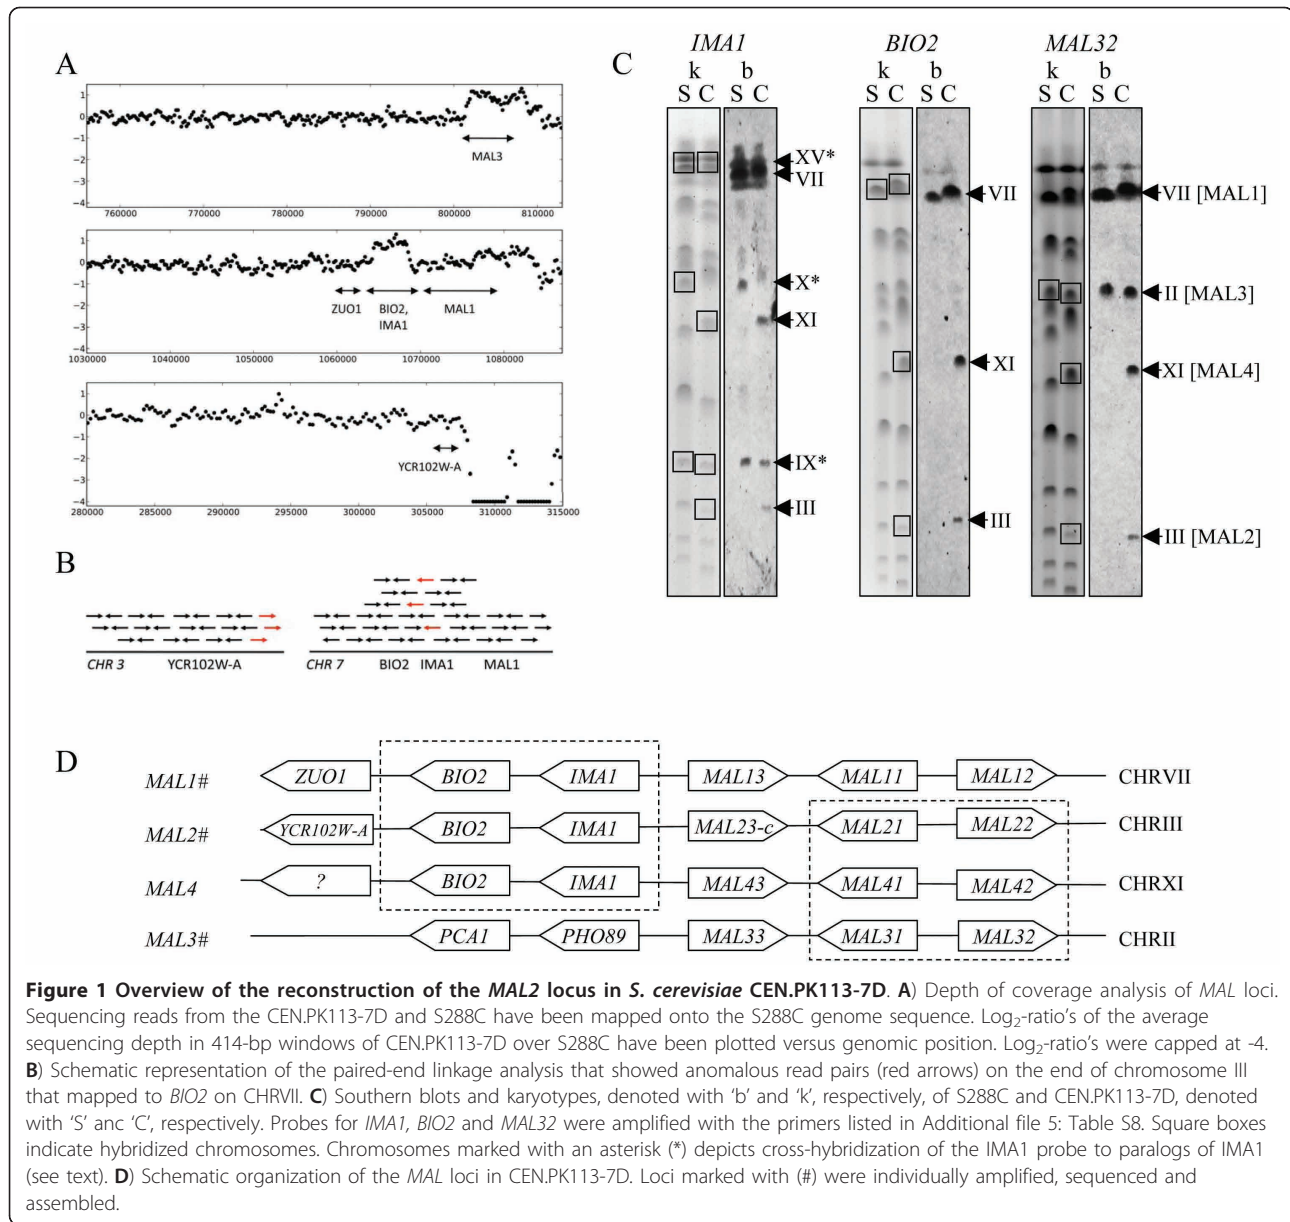 A
1
0
−1
−2
−3
−4
MAL3
760000 770000 780000 790000 800000 810000
1
0
−1
−2
−3
−4
ZUO1 BIO2, IMA1 MAL1
1030000 1040000 1050000 1060000 1070000 1080000
1
0
−1
−2
−3
−4
YCR102W-A
280000 285000 290000 295000 300000 305000 310000 315000
B
CHR 3 YCR102W-A
CHR 7 BIO2 IMA1 MAL1
C
IMA1
k b
S C S C
XV*
VII
X*
XI
IX*
III
BIO2
k b
S C S C
VII
XI
III
MAL32
k b
S C S C
VII [MAL1]
II [MAL3]
XI [MAL4]
III [MAL2]
D
MAL1# ZUO1 BIO2 IMA1 MAL13 MAL11 MAL12 CHRVII
MAL2# YCR102W-A BIO2 IMA1 MAL23-c MAL21 MAL22 CHRIII
MAL4 ? BIO2 IMA1 MAL43 MAL41 MAL42 CHRXI
MAL3# PCA1 PHO89 MAL33 MAL31 MAL32 CHRII
Figure 1 Overview of the reconstruction of the MAL2 locus in S. cerevisiae CEN.PK113-7D. A) Depth of coverage analysis of MAL loci.
Sequencing reads from the CEN.PK113-7D and S288C have been mapped onto the S288C genome sequence. Log2-ratio's of the average
sequencing depth in 414-bp windows of CEN.PK113-7D over S288C have been plotted versus genomic position. Log2-ratio's were capped at -4.
B) Schematic representation of the paired-end linkage analysis that showed anomalous read pairs (red arrows) on the end of chromosome III
that mapped to BIO2 on CHRVII. C) Southern blots and karyotypes, denoted with 'b' and 'k', respectively, of S288C and CEN.PK113-7D, denoted
with 'S' anc 'C', respectively. Probes for IMA1, BIO2 and MAL32 were amplified with the primers listed in Additional file 5: Table S8. Square boxes
indicate hybridized chromosomes. Chromosomes marked with an asterisk (*) depicts cross-hybridization of the IMA1 probe to paralogs of IMA1
(see text). D) Schematic organization of the MAL loci in CEN.PK113-7D. Loci marked with (#) were individually amplified, sequenced and
assembled.